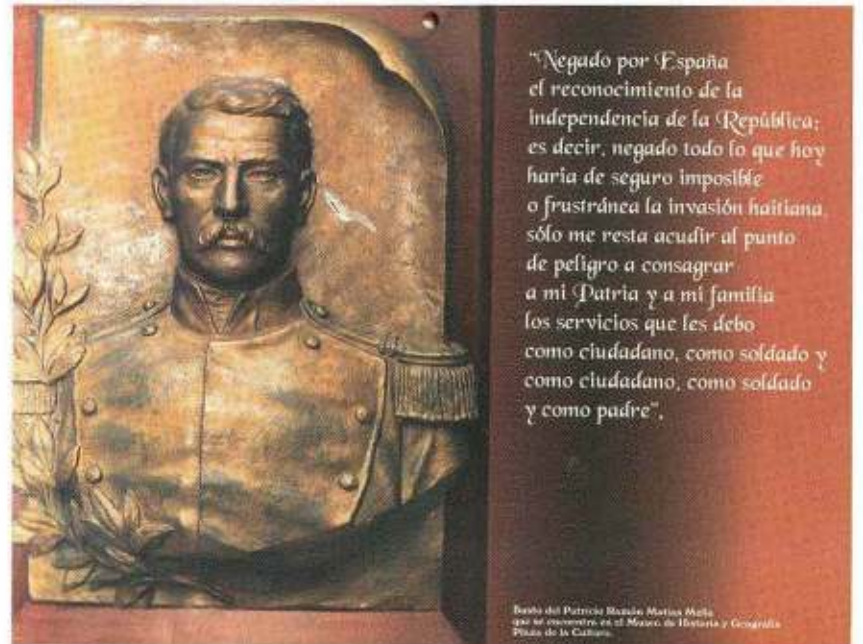 "Negado por España
el reconocimiento de la
independencia de la República;
es decir, negado todo lo que hoy
haria de seguro imposible
o frustránea la invasión haitiana,
sólo me resta acudir al punto
de peligro a consagrar
a mi Patria y a mi familia
los servicios que les debo
como ciudadano, como soldado y
como ciudadano, como soldado
y como padre",
Busto del Patricio Ramón Matías Mella
que se encuentra en el Museo de Historia y Geografía
Plaza de la Cultura.